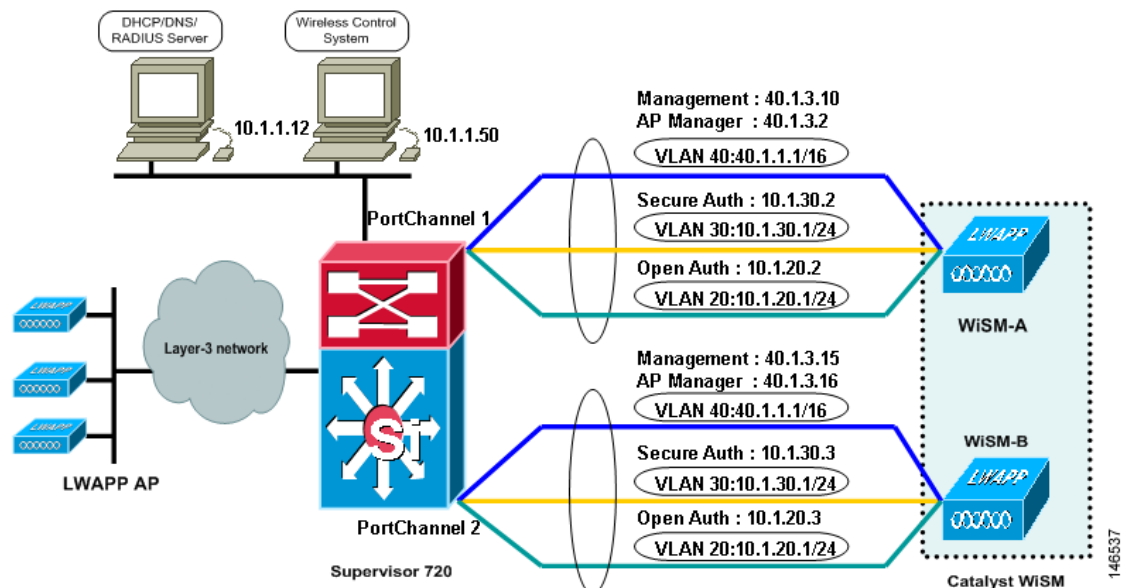 DHCP/DNS/
RADIUS Server
Wireless Control
System
10.1.1.12
10.1.1.50
Management : 40.1.3.10
AP Manager : 40.1.3.2
VLAN 40:40.1.1.1/16
PortChannel 1
Secure Auth : 10.1.30.2
VLAN 30:10.1.30.1/24
Open Auth : 10.1.20.2
VLAN 20:10.1.20.1/24
LWAPP
WiSM-A
LWAPP
LWAPP
LWAPP
Layer-3 network
LWAPP AP
Si
Management : 40.1.3.15
AP Manager : 40.1.3.16
VLAN 40:40.1.1.1/16
WiSM-B
Secure Auth : 10.1.30.3
VLAN 30:10.1.30.1/24
LWAPP
PortChannel 2
Open Auth : 10.1.20.3
VLAN 20:10.1.20.1/24
Supervisor 720
Catalyst WiSM
146537